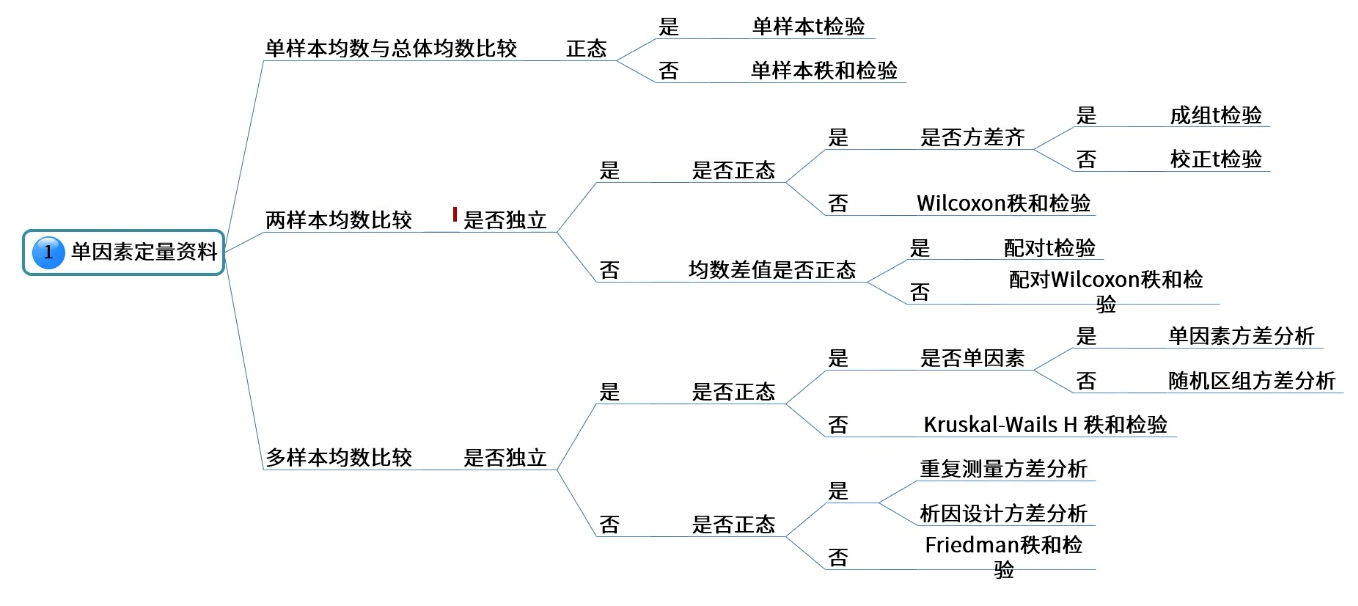 1 单因素定量资料
单样本均数与总体均数比较
正态
是
单样本t检验
否
单样本秩和检验
两样本均数比较
是否独立
是
是否正态
是
是否方差齐
是
成组t检验
否
校正t检验
否
Wilcoxon秩和检验
否
均数差值是否正态
是
配对t检验
否
配对Wilcoxon秩和检
验
多样本均数比较
是否独立
是
是否正态
是
是否单因素
是
单因素方差分析
否
随机区组方差分析
否
Kruskal-Wails H 秩和检验
否
是否正态
是
重复测量方差分析
析因设计方差分析
否
Friedman秩和检
验